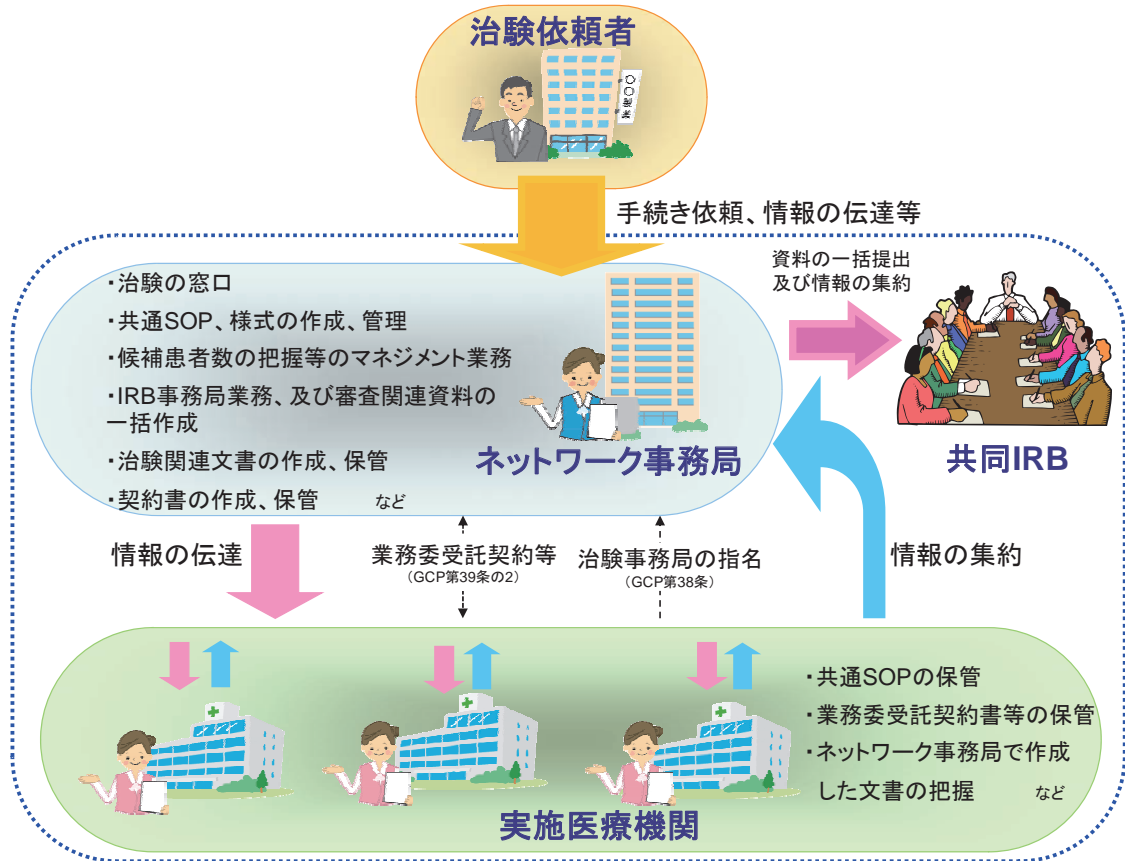 治験依頼者
手続き依頼、情報の伝達等
・治験の窓口
・共通SOP、様式の作成、管理
・候補患者数の把握等のマネジメント業務
・IRB事務局業務、及び審査関連資料の
一括作成
・治験関連文書の作成、保管
・契約書の作成、保管 など
ネットワーク事務局
資料の一括提出
及び情報の集約
共同IRB
情報の伝達
業務委受託契約等
（GCP第39条の2）
治験事務局の指名
（GCP第38条）
情報の集約
・共通SOPの保管
・業務委受託契約書等の保管
・ネットワーク事務局で作成
した文書の把握 など
実施医療機関